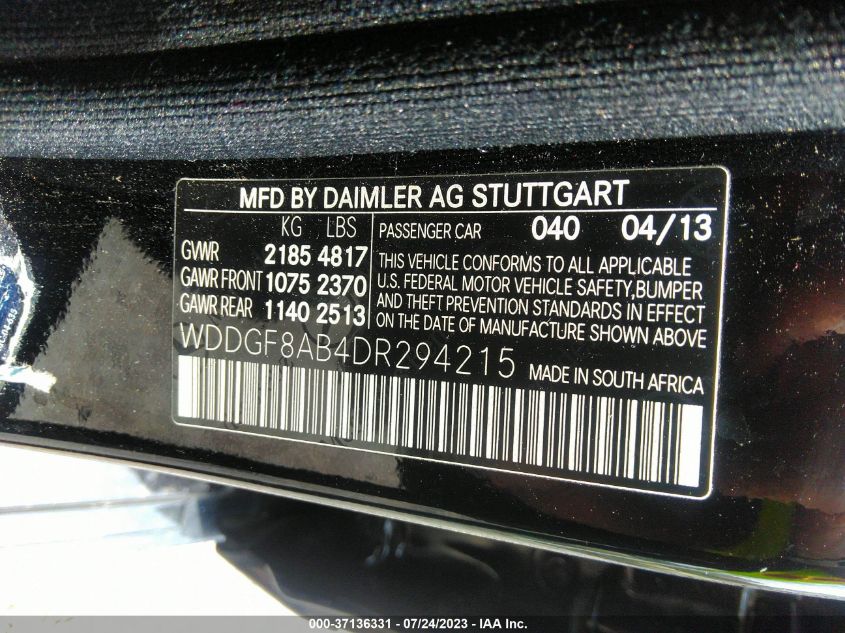 MFD BY DAIMLER AG STUTTGART
KG LBS
GVWR 2185 4817
GAWR FRONT 1075 2370
GAWR REAR 1140 2513
PASSENGER CAR 040 04/13
THIS VEHICLE CONFORMS TO ALL APPLICABLE
U.S. FEDERAL MOTOR VEHICLE SAFETY,BUMPER
AND THEFT PREVENTION STANDARDS IN EFFECT
ON THE DATE OF MANUFACTURE SHOWN ABOVE
WDDGF8AB4DR294215 MADE IN SOUTH AFRICA
000-37136331 - 07/24/2023 - IAA Inc.